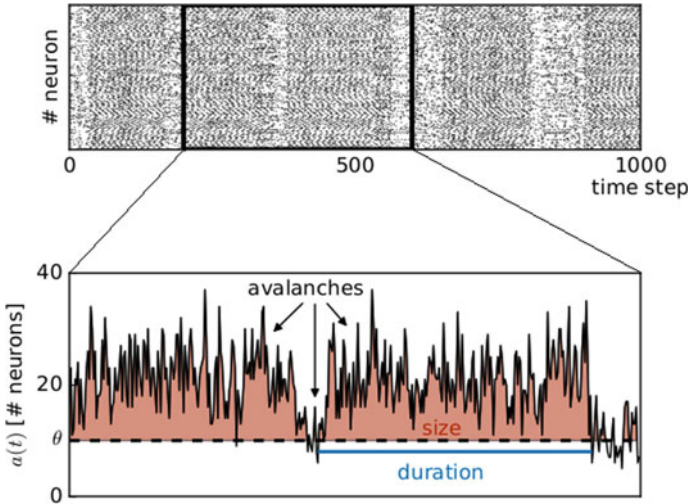 # neuron
0
500
1000
time step
40
avalanches
20
a(t) [# neurons]
θ
size
duration
0